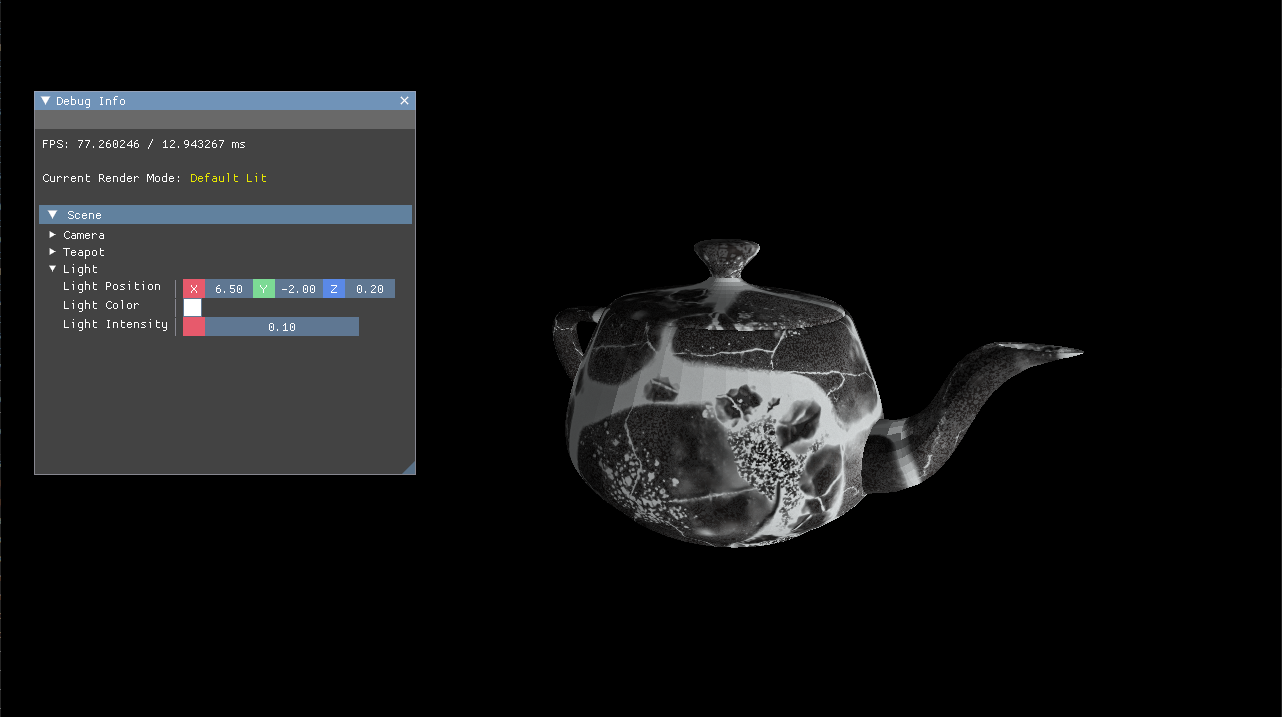 Debug Info
FPS: 77.260246 / 12.943267 ms
Current Render Mode: Default Lit
Scene
Camera
Teapot
Light
Light Position X 6.50 Y -2.00 Z 0.20
Light Color
Light Intensity 0.10